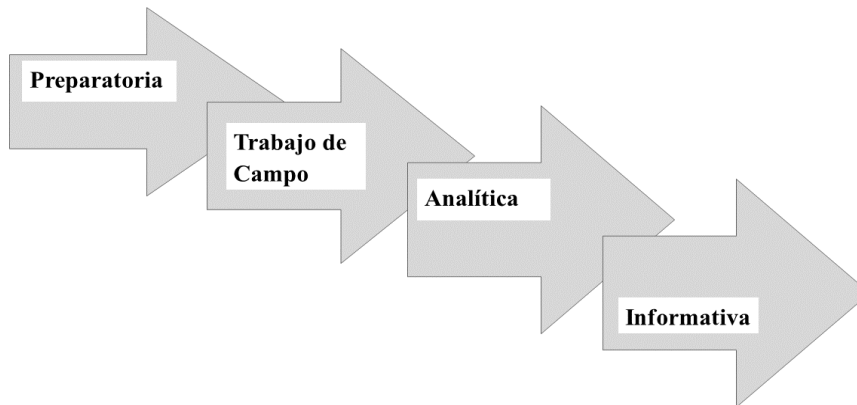 Preparatoria
Trabajo de
Campo
Analítica
Informativa